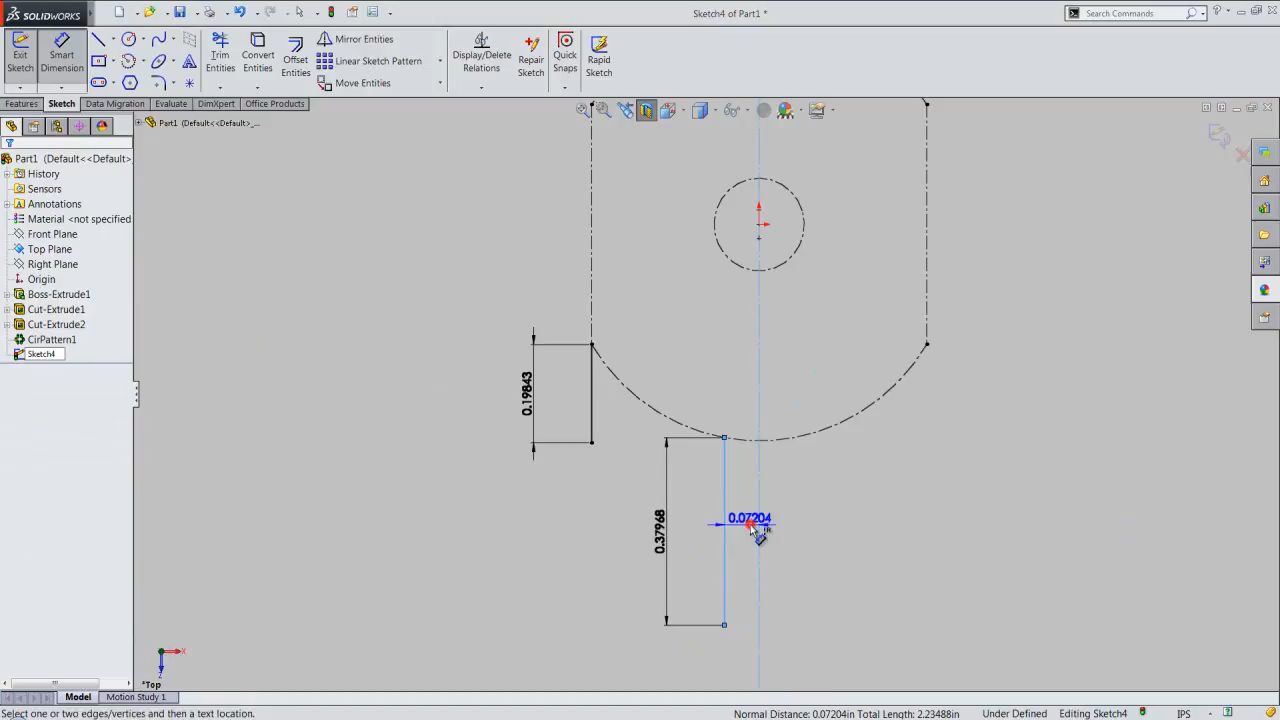 SOLIDWORKS
Sketch4 of Part1 *
Search Commands
Exit Sketch
Smart Dimension
Trim Entities
Convert Entities
Offset Entities
Mirror Entities
Linear Sketch Pattern
Move Entities
Display/Delete Relations
Repair Sketch
Quick Snaps
Rapid Sketch
Features
Sketch
Data Migration
Evaluate
DimXpert
Office Products
Part1 (Default<<Default>_...
Part1 (Default<<Default>
History
Sensors
Annotations
Material <not specified
Front Plane
Top Plane
Right Plane
Origin
Boss-Extrude1
Cut-Extrude1
Cut-Extrude2
CirPattern1
Sketch4
0.19843
0.37968
0.07204
X
Z
*Top
Model
Motion Study 1
Select one or two edges/vertices and then a text location.
Normal Distance: 0.07204in Total Length: 2.23488in
Under Defined
Editing Sketch4
IPS